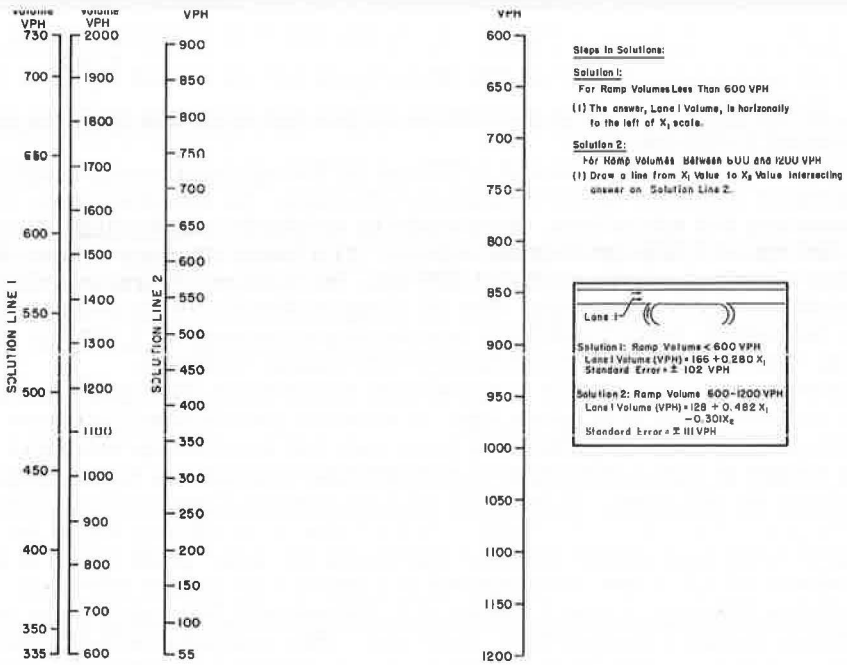 Volume
VPH
Volume
VPH
VPH
VPH
730
700
650
600
550
500
450
400
350
335
SOLUTION LINE 1
2000
1900
1800
1700
1600
1500
1400
1300
1200
1100
1000
900
800
700
600
SOLUTION LINE 2
900
850
800
750
700
650
600
550
500
450
400
350
300
250
200
150
100
55
600
650
700
750
800
850
900
950
1000
1050
1100
1150
1200
Steps in Solutions:
Solution 1:
For Ramp Volumes Less Than 600 VPH
(1) The answer, Lane 1 Volume, is horizonally
to the left of X₁ scale.
Solution 2:
For Ramp Volumes Between 600 and 1200 VPH
(1) Draw a line from X₁ Value to X₂ Value intersecting
answer on Solution Line 2.
Lane 1
Solution 1: Ramp Volume < 600 VPH
Lane 1 Volume (VPH) = 166 + 0.280 X₁
Standard Error = ± 102 VPH
Solution 2: Ramp Volume 600-1200 VPH
Lane 1 Volume (VPH) = 128 + 0.482 X₁
-0.301X₂
Standard Error = ± 111 VPH